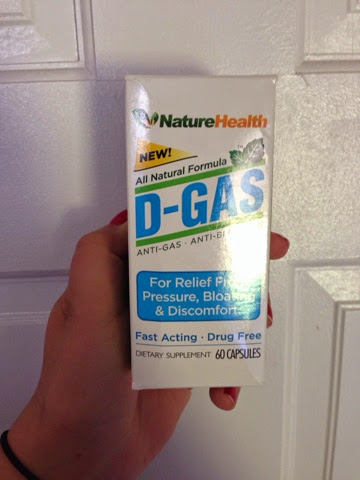 NatureHealth
NEW!
All Natural Formula
D-GAS
ANTI-GAS · ANTI-
For Relief
Pressure,
& Discomfort
Fast Acting · Drug Free
DIETARY SUPPLEMENT 60 CAPSULES